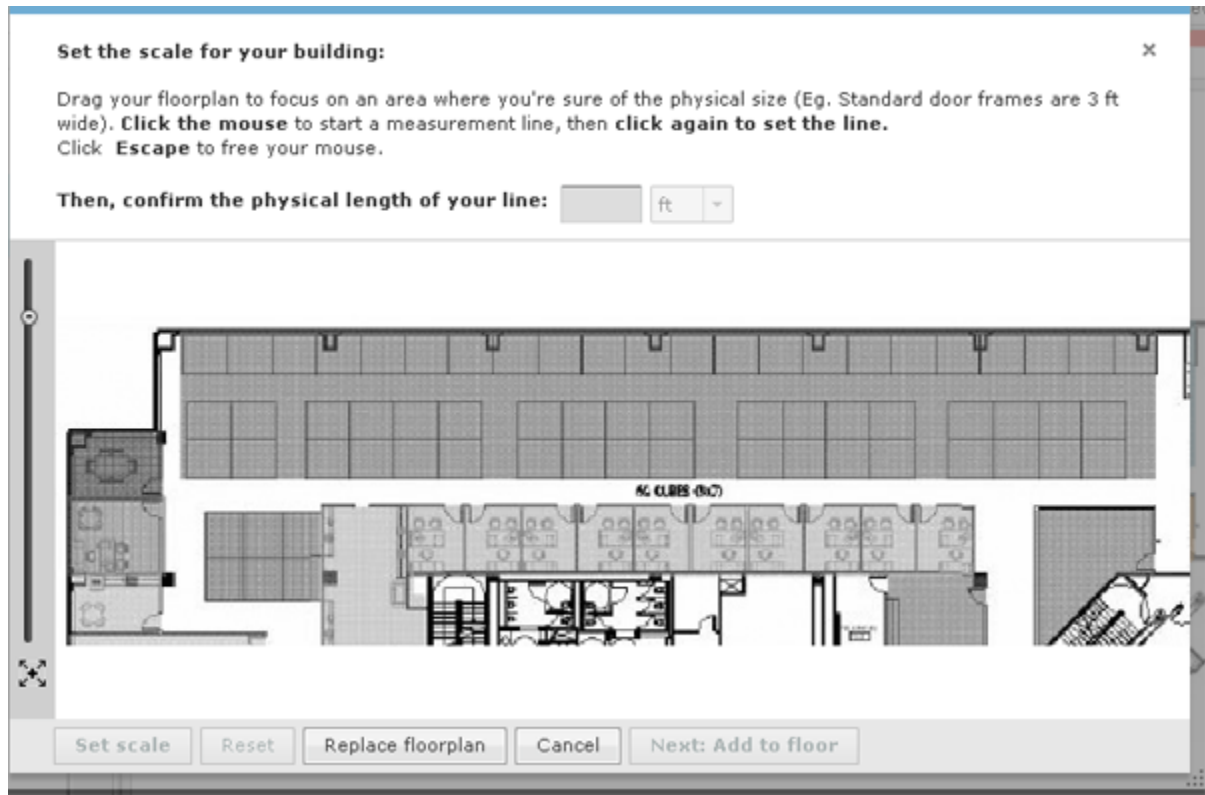 Set the scale for your building:
×
Drag your floorplan to focus on an area where you're sure of the physical size (Eg. Standard door frames are 3 ft
wide). Click the mouse to start a measurement line, then click again to set the line.
Click Escape to free your mouse.
Then, confirm the physical length of your line:
ft
CUBES
Set scale
Reset
Replace floorplan
Cancel
Next: Add to floor